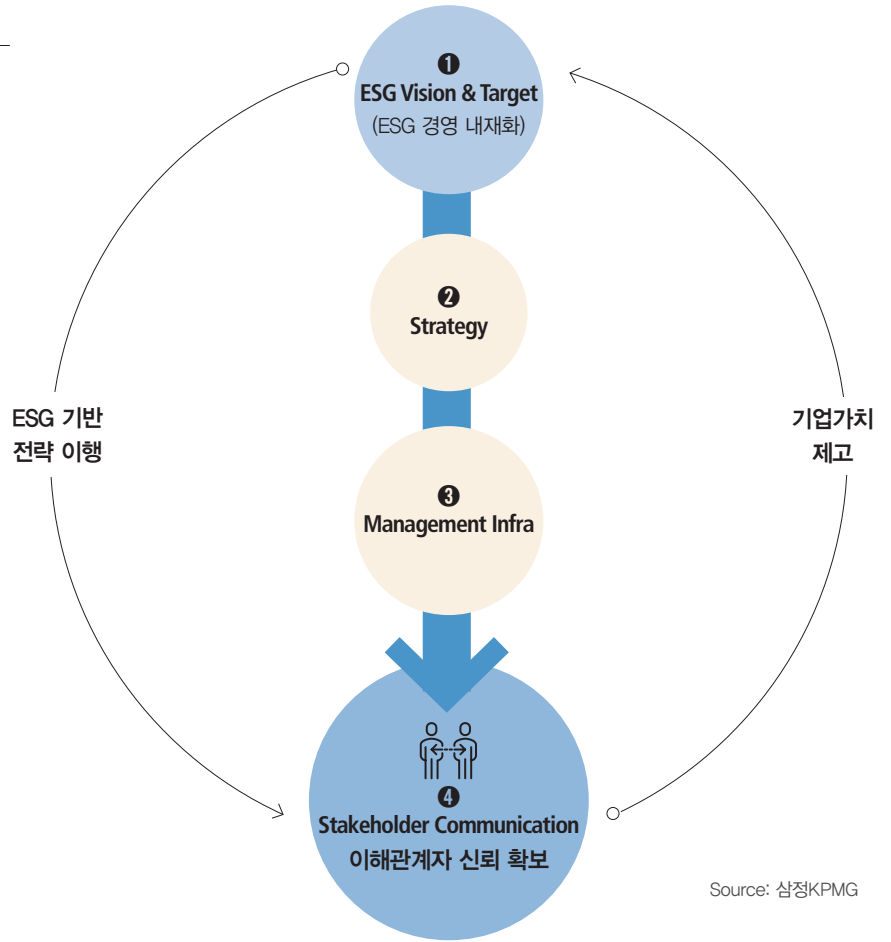 ❶
ESG Vision & Target
(ESG 경영 내재화)
❷
Strategy
ESG 기반
전략 이행
기업가치
제고
❸
Management Infra
❹
Stakeholder Communication
이해관계자 신뢰 확보
Source: 삼정KPMG